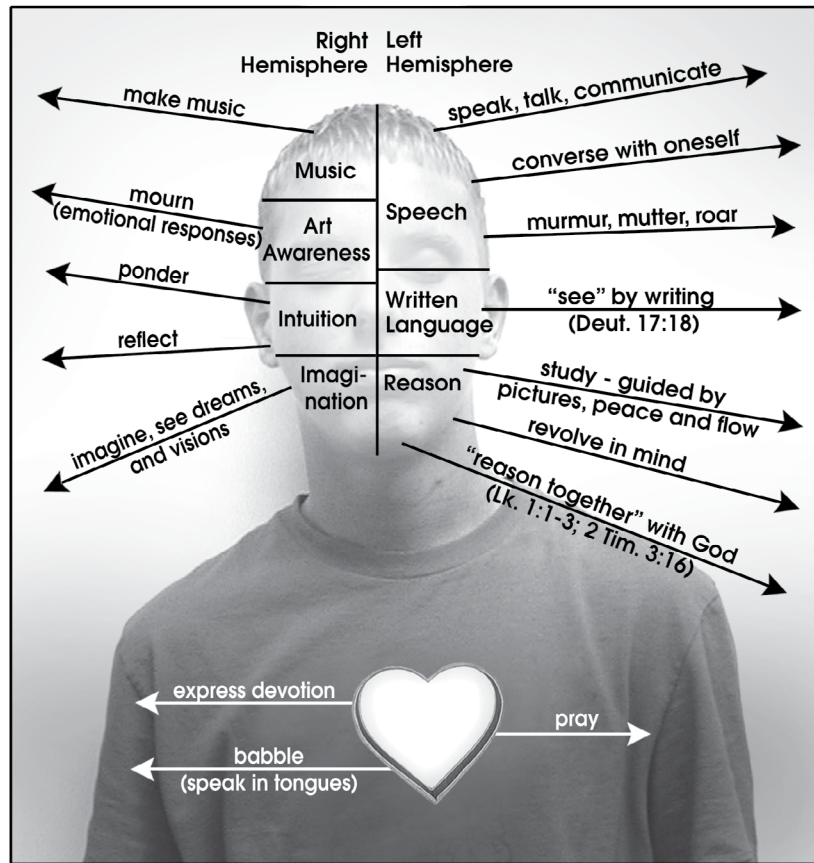 Right
Hemisphere
Left
Hemisphere
make music
mourn
(emotional responses)
ponder
reflect
imagine, see dreams,
and visions
Music
Art
Awareness
Intuition
Imagi-
nation
Speech
Written
Language
Reason
speak, talk, communicate
converse with oneself
murmur, mutter, roar
“see” by writing
(Deut. 17:18)
study - guided by
pictures, peace and flow
revolve in mind
“reason together” with God
(Lk. 1:1-3; 2 Tim. 3:16)
express devotion
babble
(speak in tongues)
pray